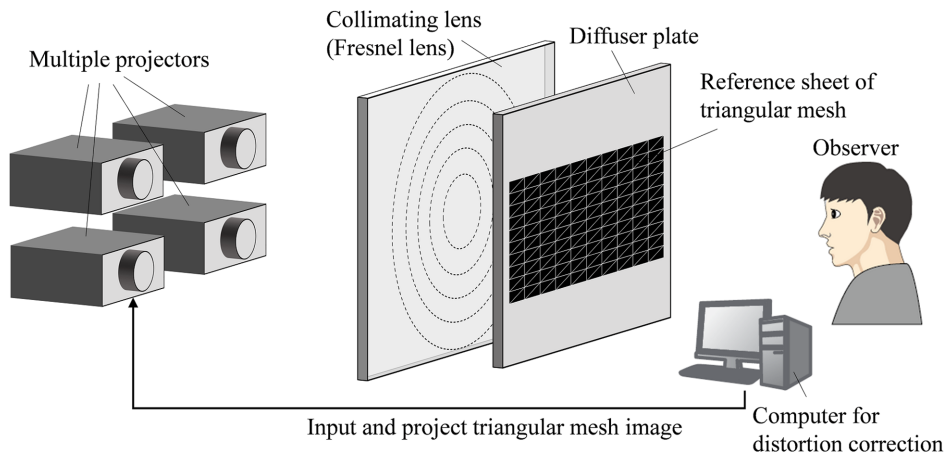 Collimating lens
(Fresnel lens)
Diffuser plate
Multiple projectors
Reference sheet of
triangular mesh
Observer
Input and project triangular mesh image
Computer for
distortion correction